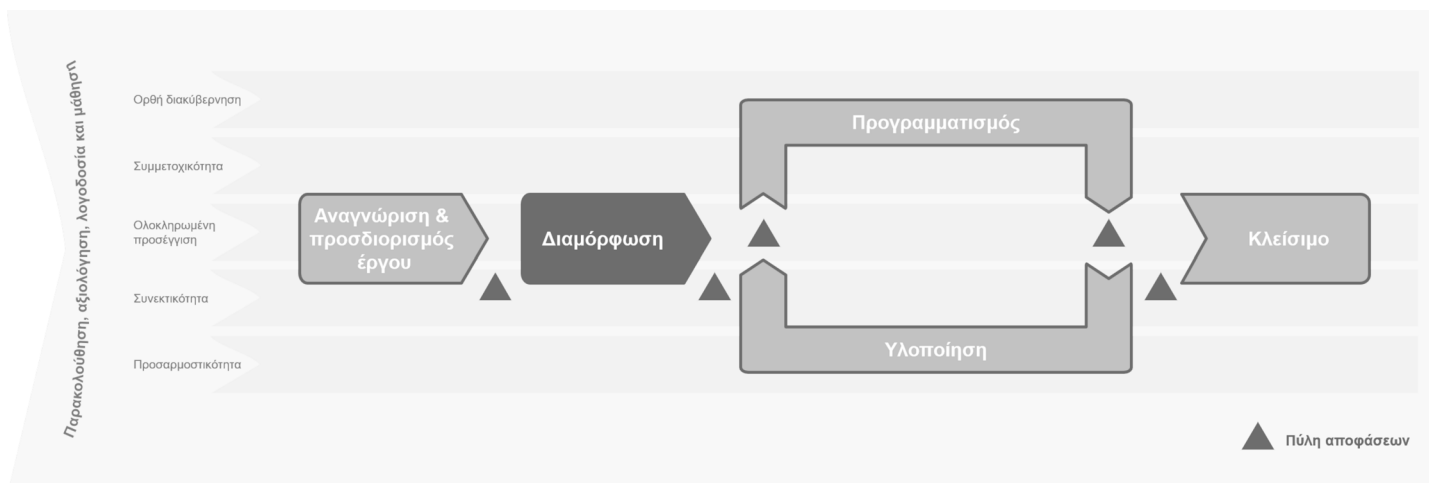 Παρακολούθηση, αξιολόγηση, λογοδοσία και μάθηση
Ορθή διακύβερνηση
Συμμετοχικότητα
Ολοκληρωμένη
προσέγγιση
Συνεκτικότητα
Προσαρμοστικότητα
Αναγνώριση &
προσδιορισμός
έργου
Διαμόρφωση
Προγραμματισμός
Υλοποίηση
Κλείσιμο
Πύλη αποφάσεων